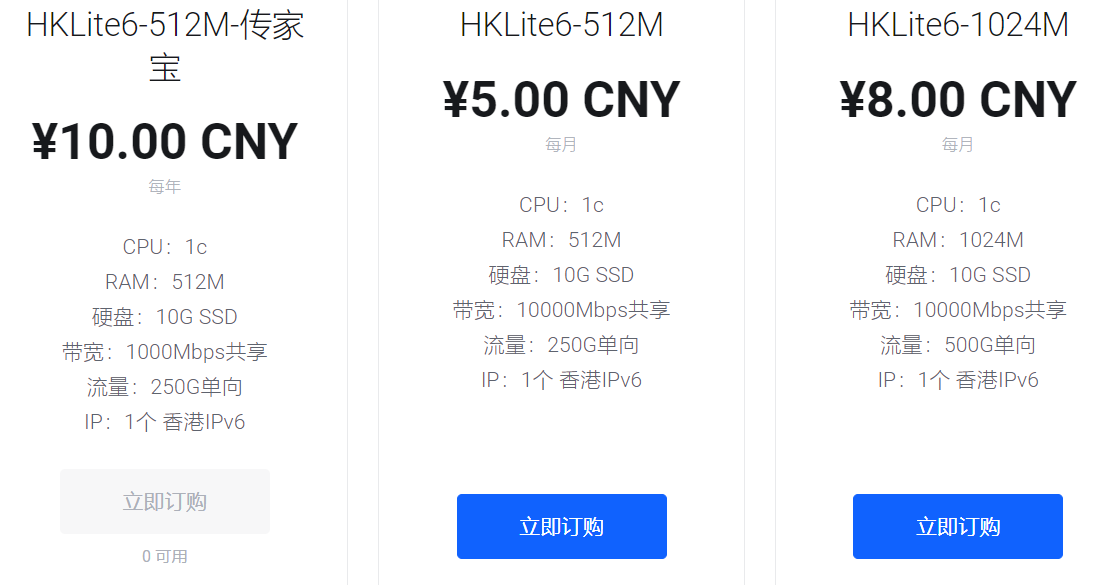 HKLite6-512M-传家
宝
¥10.00 CNY
每年
CPU：1c
RAM：512M
硬盘：10G SSD
带宽：1000Mbps共享
流量：250G单向
IP：1个 香港IPv6
立即订购
0 可用
HKLite6-512M
¥5.00 CNY
每月
CPU：1c
RAM：512M
硬盘：10G SSD
带宽：10000Mbps共享
流量：250G单向
IP：1个 香港IPv6
立即订购
HKLite6-1024M
¥8.00 CNY
每月
CPU：1c
RAM：1024M
硬盘：10G SSD
带宽：10000Mbps共享
流量：500G单向
IP：1个 香港IPv6
立即订购